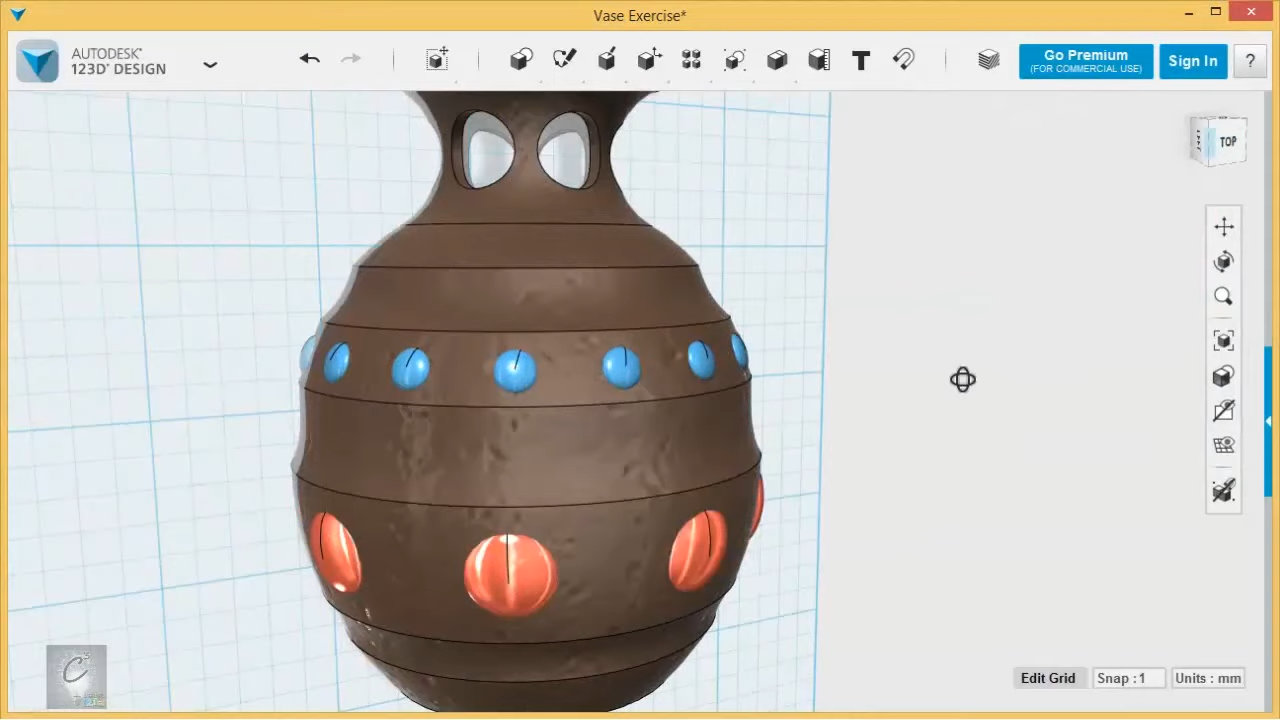 Vase Exercise*
AUTODESK®
123D® DESIGN
T
Go Premium
(FOR COMMERCIAL USE)
Sign In
?
TOP
Edit Grid
Snap : 1
Units : mm